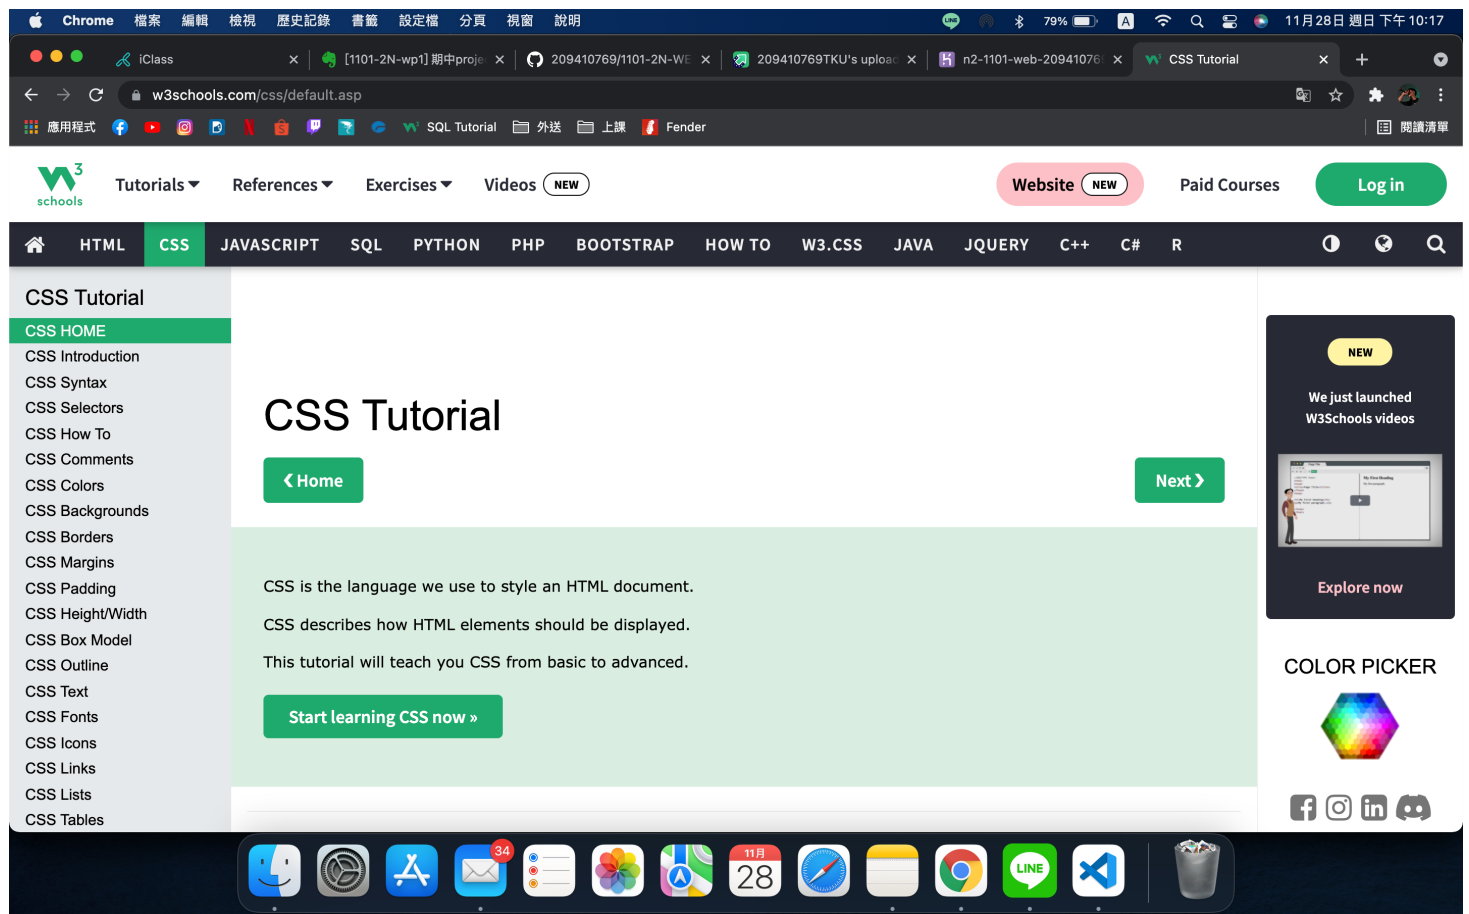 Chrome 檔案 編輯 檢視 歷史記錄 書籤 設定檔 分頁 視窗 說明 LINE 79% A 11月28日 週日 下午10:17
iClass [1101-2N-wp1] 期中proje 209410769/1101-2N-WE 209410769TKU's upload n2-1101-web-20941076 CSS Tutorial
w3schools.com/css/default.asp
應用程式 SQL Tutorial 外送 上課 Fender 閱讀清單
W3 schools Tutorials References Exercises Videos NEW Website NEW Paid Courses Log in
HTML CSS JAVASCRIPT SQL PYTHON PHP BOOTSTRAP HOW TO W3.CSS JAVA JQUERY C++ C# R
CSS Tutorial
CSS HOME
CSS Introduction
CSS Syntax
CSS Selectors
CSS How To
CSS Comments
CSS Colors
CSS Backgrounds
CSS Borders
CSS Margins
CSS Padding
CSS Height/Width
CSS Box Model
CSS Outline
CSS Text
CSS Fonts
CSS Icons
CSS Links
CSS Lists
CSS Tables
CSS Tutorial
❮ Home Next ❯
CSS is the language we use to style an HTML document.
CSS describes how HTML elements should be displayed.
This tutorial will teach you CSS from basic to advanced.
Start learning CSS now »
NEW
We just launched
W3Schools videos
My First Heading
Explore now
COLOR PICKER
34
11月
28
LINE